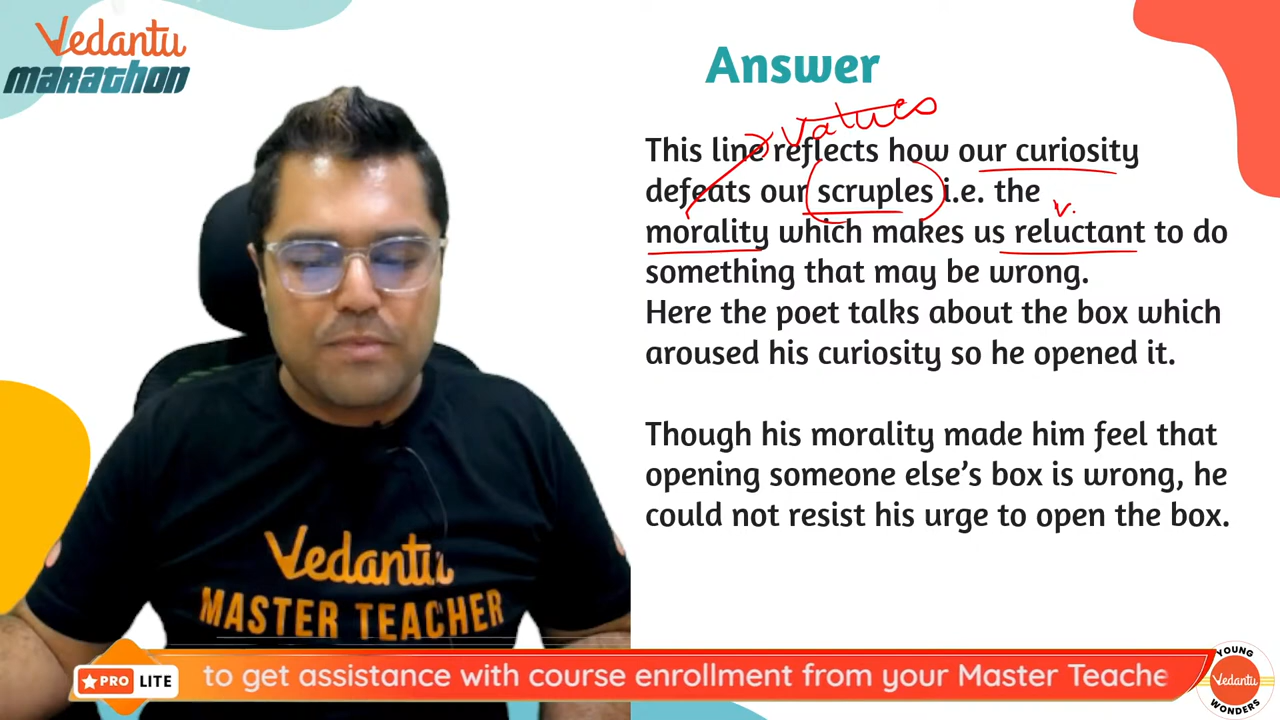 Vedantu
MARATHON
Answer
values
This line reflects how our curiosity
defeats our scruples i.e. the
v.
morality which makes us reluctant to do
something that may be wrong.
Here the poet talks about the box which
aroused his curiosity so he opened it.
Though his morality made him feel that
opening someone else's box is wrong, he
could not resist his urge to open the box.
Vedantu
MASTER TEACHER
PRO LITE
to get assistance with course enrollment from your Master Teache
YOUNG
Vedantu
WONDERS